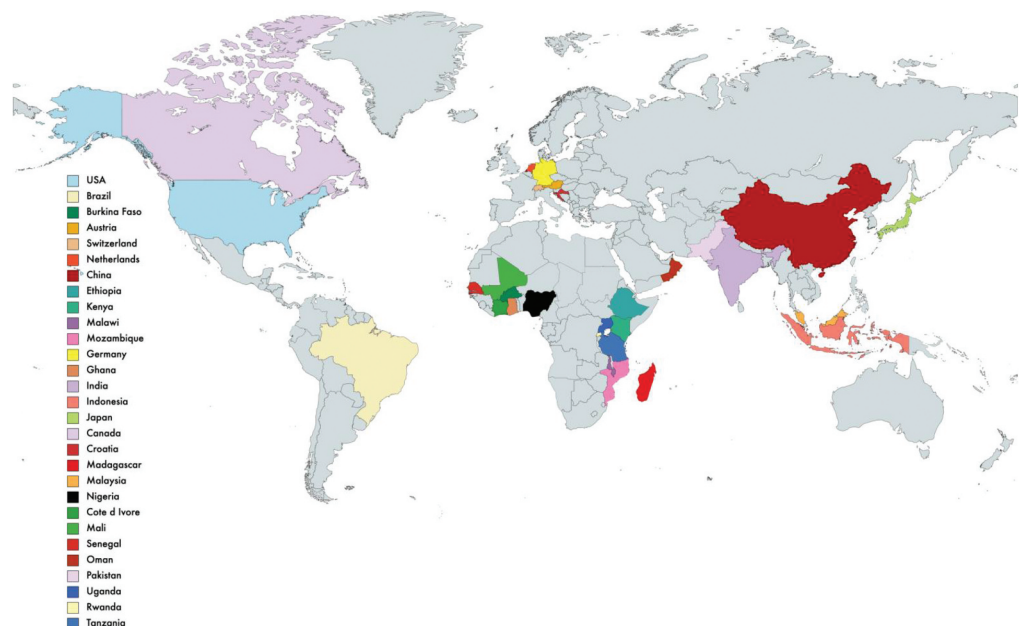 USA
Brazil
Burkina Faso
Austria
Switzerland
Netherlands
China
Ethiopia
Kenya
Malawi
Mozambique
Germany
Ghana
India
Indonesia
Japan
Canada
Croatia
Madagascar
Malaysia
Nigeria
Cote d Ivore
Mali
Senegal
Oman
Pakistan
Uganda
Rwanda
Tanzania